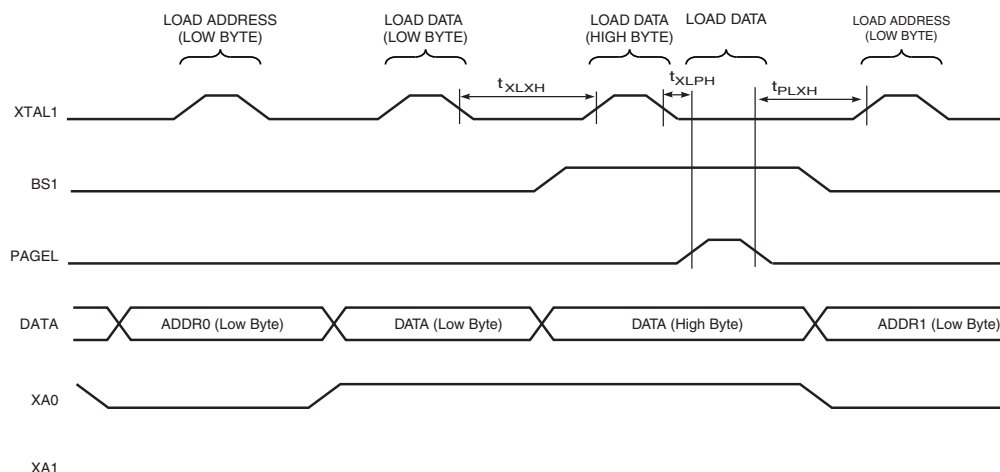 LOAD ADDRESS
(LOW BYTE)
LOAD DATA
(LOW BYTE)
LOAD DATA
(HIGH BYTE)
LOAD DATA
LOAD ADDRESS
(LOW BYTE)
tXLXH
tXLPH
tPLXH
XTAL1
BS1
PAGEL
DATA
ADDR0 (Low Byte)
DATA (Low Byte)
DATA (High Byte)
ADDR1 (Low Byte)
XA0
XA1